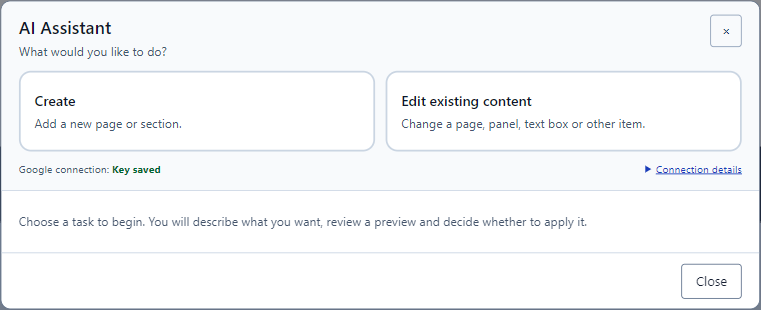 AI Assistant
×
What would you like to do?
Create
Add a new page or section.
Edit existing content
Change a page, panel, text box or other item.
Google connection: Key saved
Connection details
Choose a task to begin. You will describe what you want, review a preview and decide whether to apply it.
Close